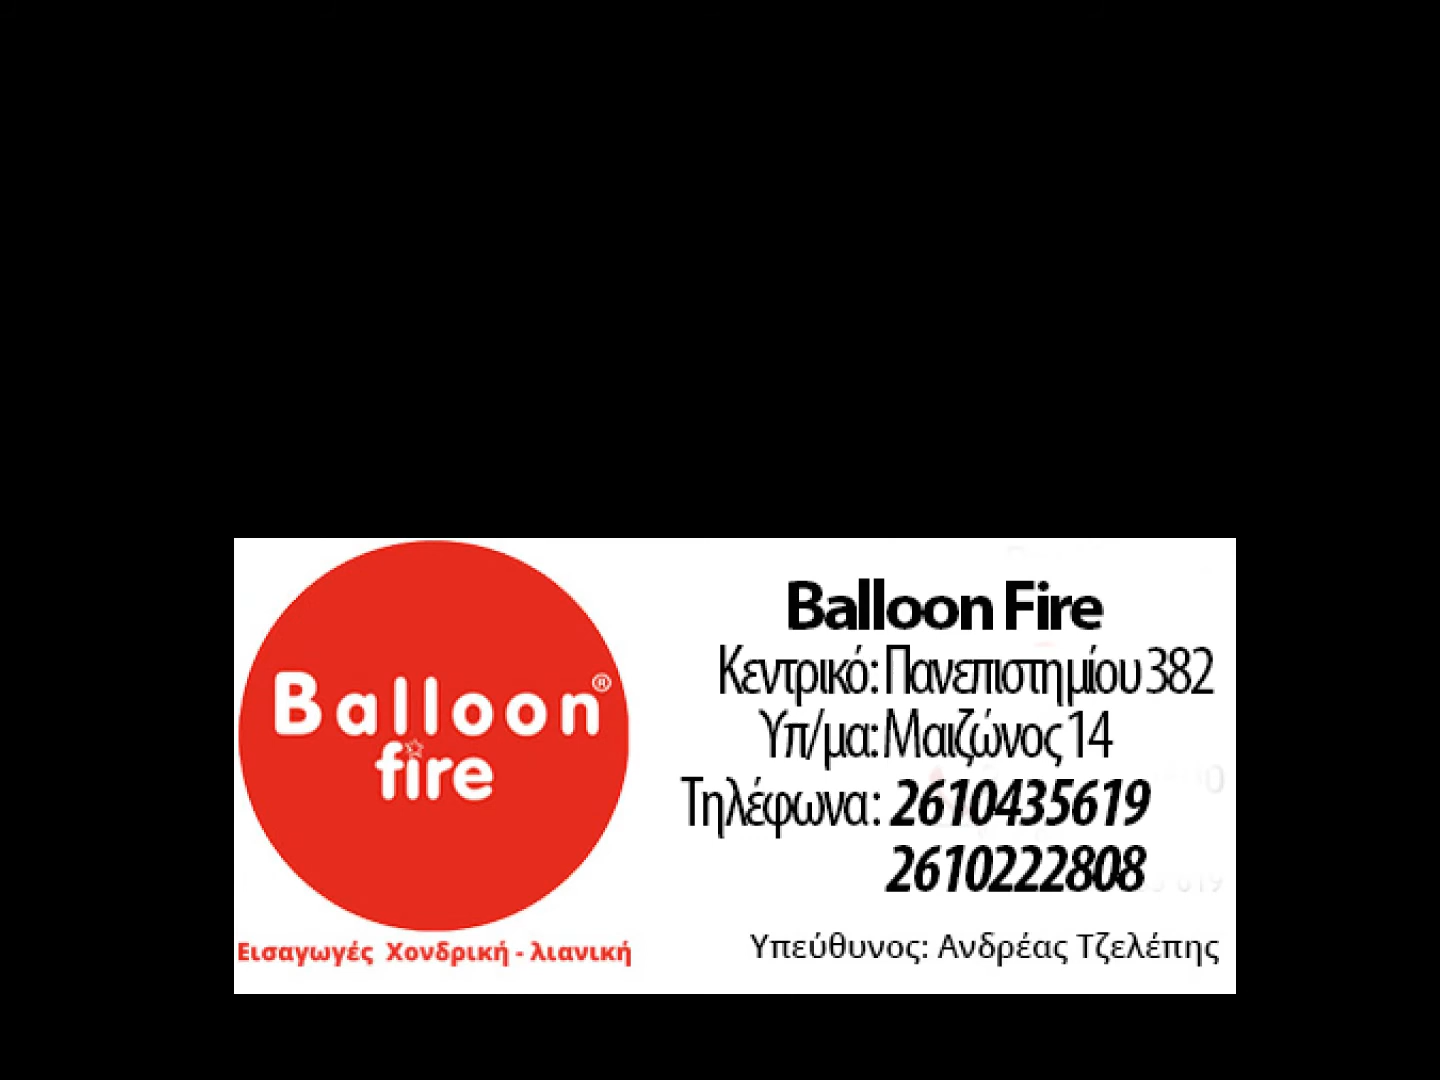 Balloon®
fire
Εισαγωγές Χονδρική - λιανική
Balloon Fire
Κεντρικό: Πανεπιστημίου 382
Υπ/μα: Μαιζώνος 14
Τηλέφωνα: 2610435619
2610222808
Υπεύθυνος: Ανδρέας Τζελέπης